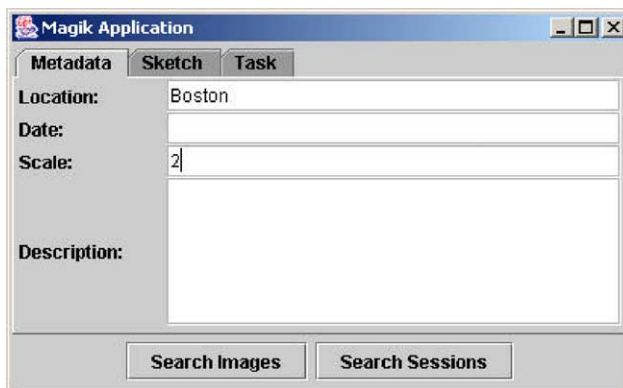 Magik Application
Metadata Sketch Task
Location: Boston
Date:
Scale: 2
Description:
Search Images Search Sessions